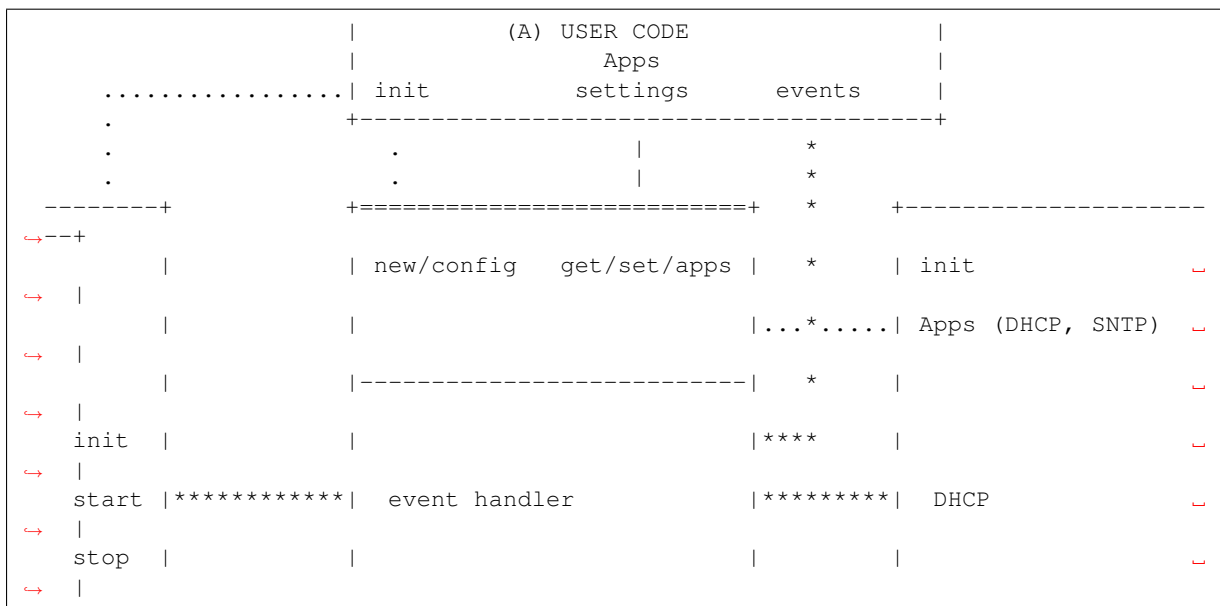 |          (A) USER CODE                 |
                       |                 Apps                   |
      .................| init          settings      events     |
      .                +----------------------------------------+
      .                   .                |           *
      .                   .                |           *
  --------+            +===========================+   *     +---------------------
↪--+
          |            | new/config   get/set/apps |   *     | init                ␣
↪  |
          |            |                           |...*.....| Apps (DHCP, SNTP)   ␣
↪  |
          |            |---------------------------|   *     |                     ␣
↪  |
    init  |            |                           |****     |                     ␣
↪  |
    start |************|  event handler            |*********|  DHCP               ␣
↪  |
    stop  |            |                           |         |                     ␣
↪  |